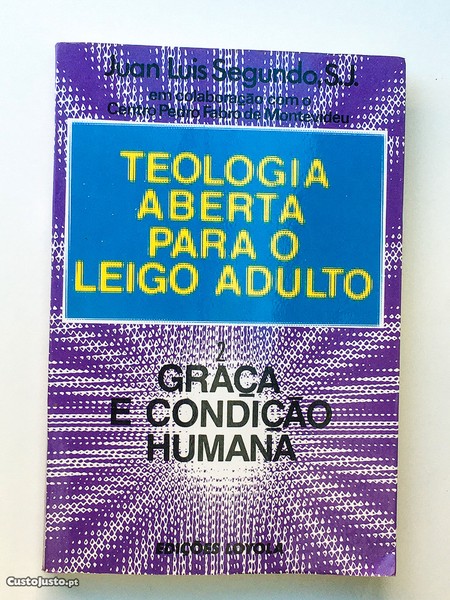 Juan Luis Segundo, S.J.
em colaboração com o
Centro Pedro Fabro de Montevidéu
TEOLOGIA
ABERTA
PARA O
LEIGO ADULTO
2
GRAÇA
E CONDIÇÃO
HUMANA
EDIÇÕES LOYOLA
CustoJusto.pt